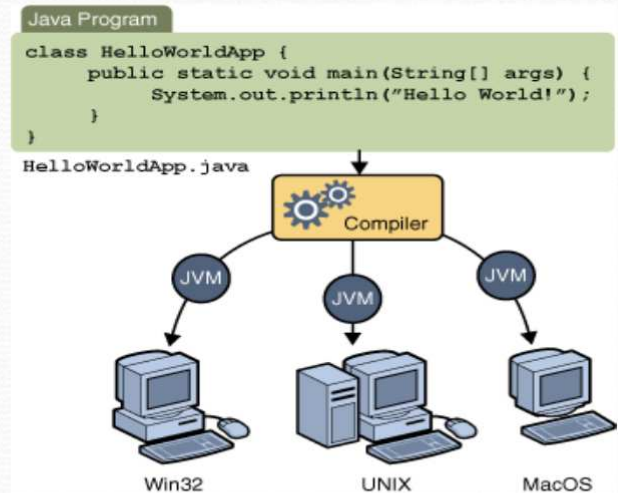 Java Program
class HelloWorldApp {
     public static void main(String[] args) {
          System.out.println("Hello World!");
     }
}
HelloWorldApp.java
Compiler
JVM
JVM
JVM
Win32
UNIX
MacOS